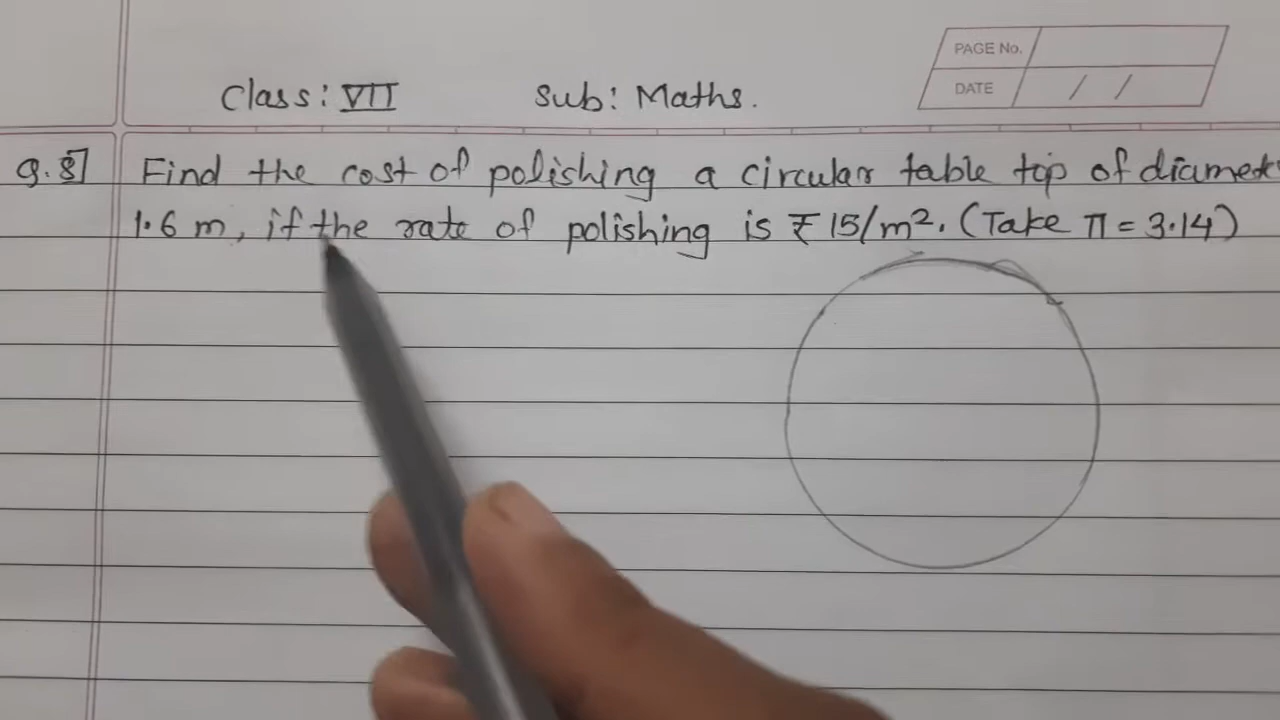 PAGE No.
DATE / /
Class: VII Sub: Maths.
Q.8] Find the cost of polishing a circular table top of
1.6 m, if the rate of polishing is ₹ 15/m². (Take π = 3.14)